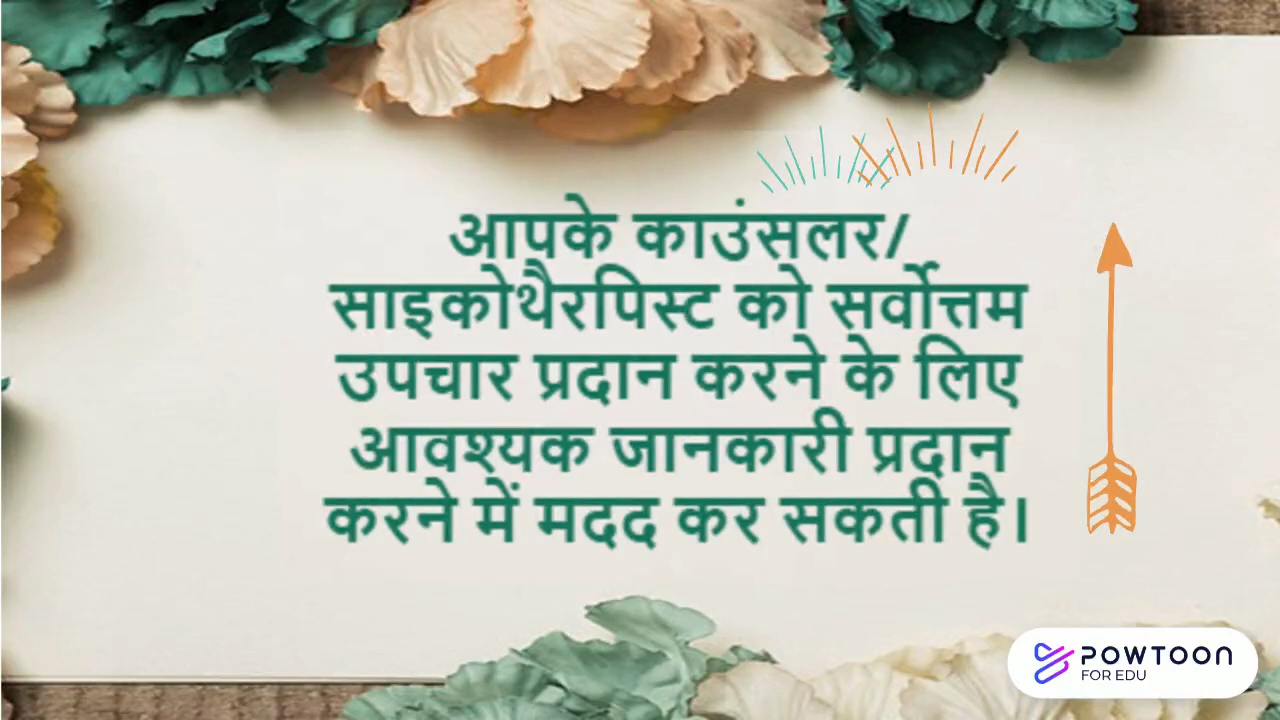 आपके काउंसलर/
साइकोथैरपिस्ट को सर्वोत्तम
उपचार प्रदान करने के लिए
आवश्यक जानकारी प्रदान
करने में मदद कर सकती है।
POWTOON
FOR EDU